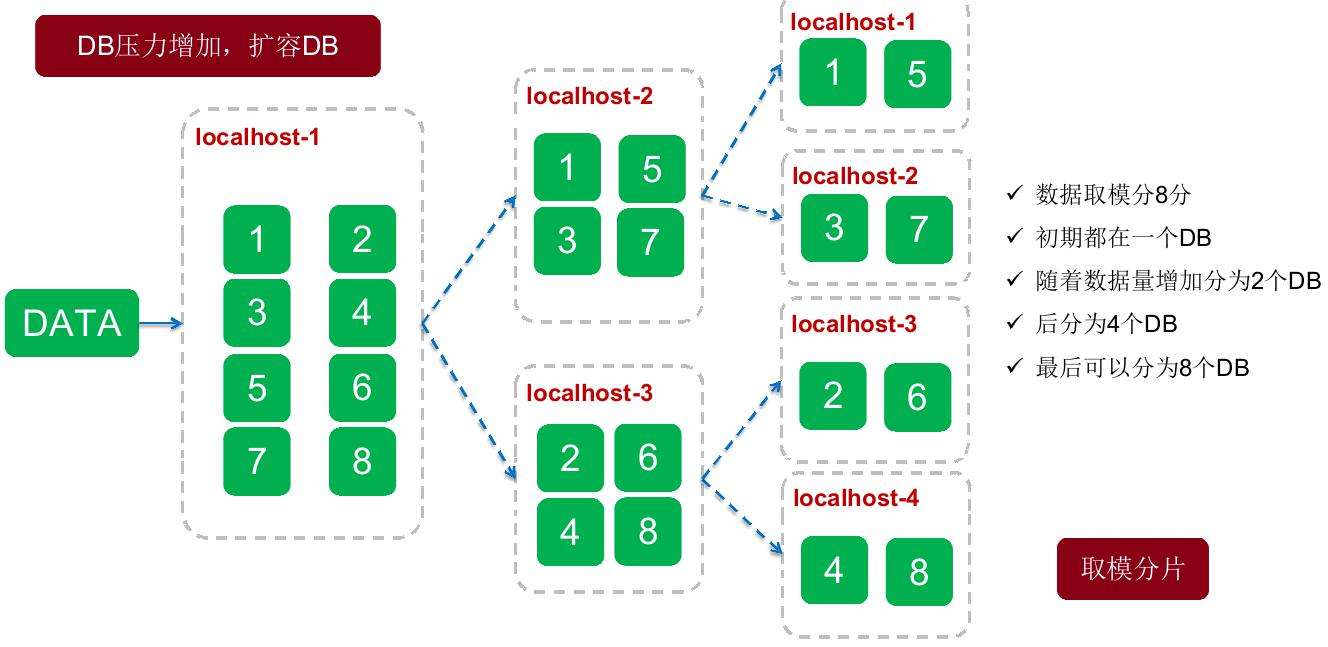 DB压力增加，扩容DB
DATA
localhost-1
1 2
3 4
5 6
7 8
localhost-2
1 5
3 7
localhost-3
2 6
4 8
localhost-1
1 5
localhost-2
3 7
localhost-3
2 6
localhost-4
4 8
✓ 数据取模分8分
✓ 初期都在一个DB
✓ 随着数据量增加分为2个DB
✓ 后分为4个DB
✓ 最后可以分为8个DB
取模分片